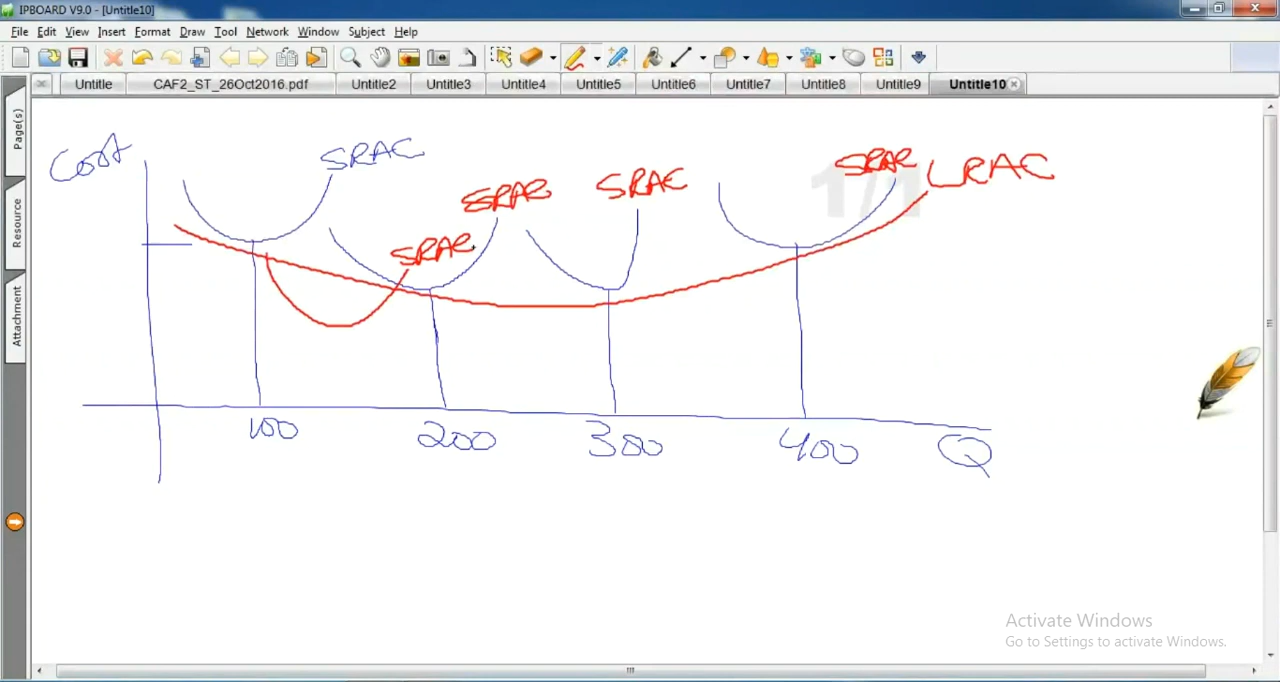 IPBOARD V9.0 - [Untitle10]
File Edit View Insert Format Draw Tool Network Window Subject Help
Untitle CAF2_ST_26Oct2016.pdf Untitle2 Untitle3 Untitle4 Untitle5 Untitle6 Untitle7 Untitle8 Untitle9 Untitle10
Page(s)
Resource
Attachment
Cost
SRAC
SRAC
SRAC
SRAC
SRAC
LRAC
1/1
100 200 300 400 Q
Activate Windows
Go to Settings to activate Windows.